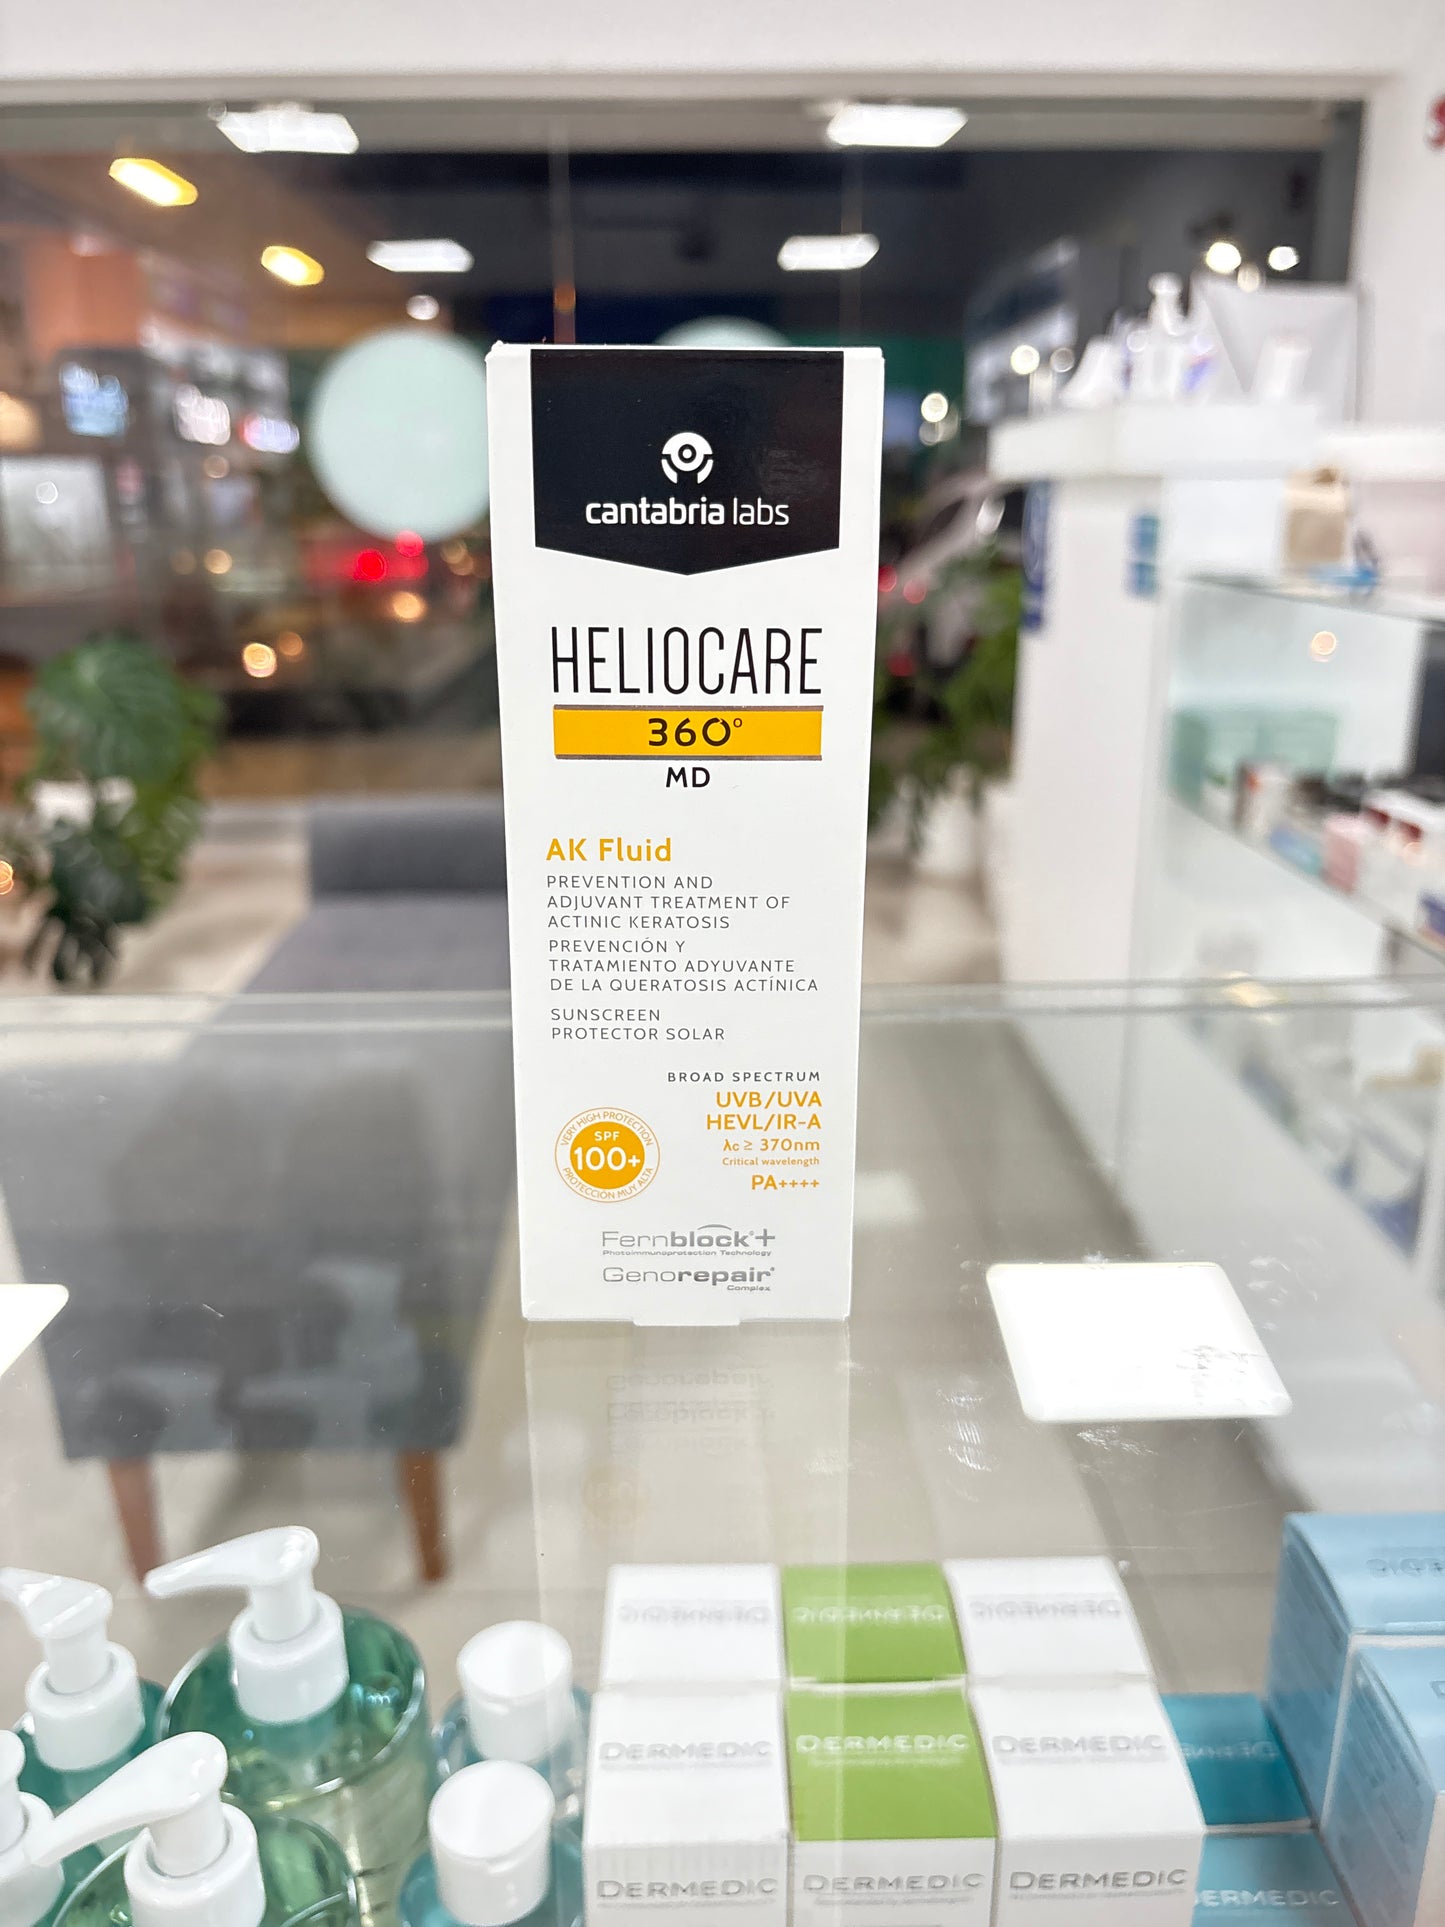 cantabria labs
HELIOCARE
360°
MD
AK Fluid
PREVENTION AND
ADJUVANT TREATMENT OF
ACTINIC KERATOSIS
PREVENCIÓN Y
TRATAMIENTO ADYUVANTE
DE LA QUERATOSIS ACTÍNICA
SUNSCREEN
PROTECTOR SOLAR
BROAD SPECTRUM
UVB/UVA
HEVL/IR-A
λc ≥ 370nm
Critical wavelength
PA++++
VERY HIGH PROTECTION
SPF
100+
PROTECCIÓN MUY ALTA
Fernblock®+
Photoimmunoprotection Technology
Genorepair®
Complex
DERMEDIC DERMEDIC DERMEDIC
DERMEDIC DERMEDIC DERMEDIC DERMEDIC